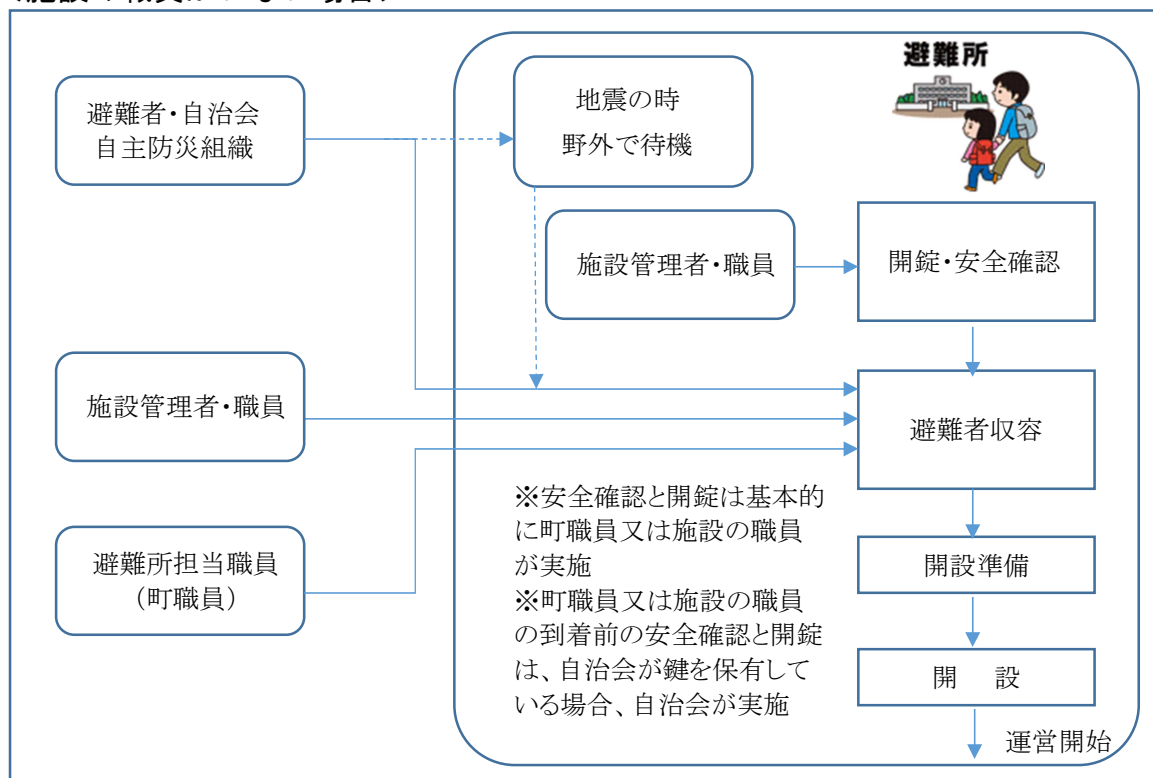 避難所
避難者・自治会
自主防災組織
地震の時
野外で待機
施設管理者・職員
開錠・安全確認
施設管理者・職員
避難者収容
※安全確認と開錠は基本的
に町職員又は施設の職員
が実施
※町職員又は施設の職員
の到着前の安全確認と開錠
は、自治会が鍵を保有して
いる場合、自治会が実施
避難所担当職員
（町職員）
開設準備
開　設
運営開始